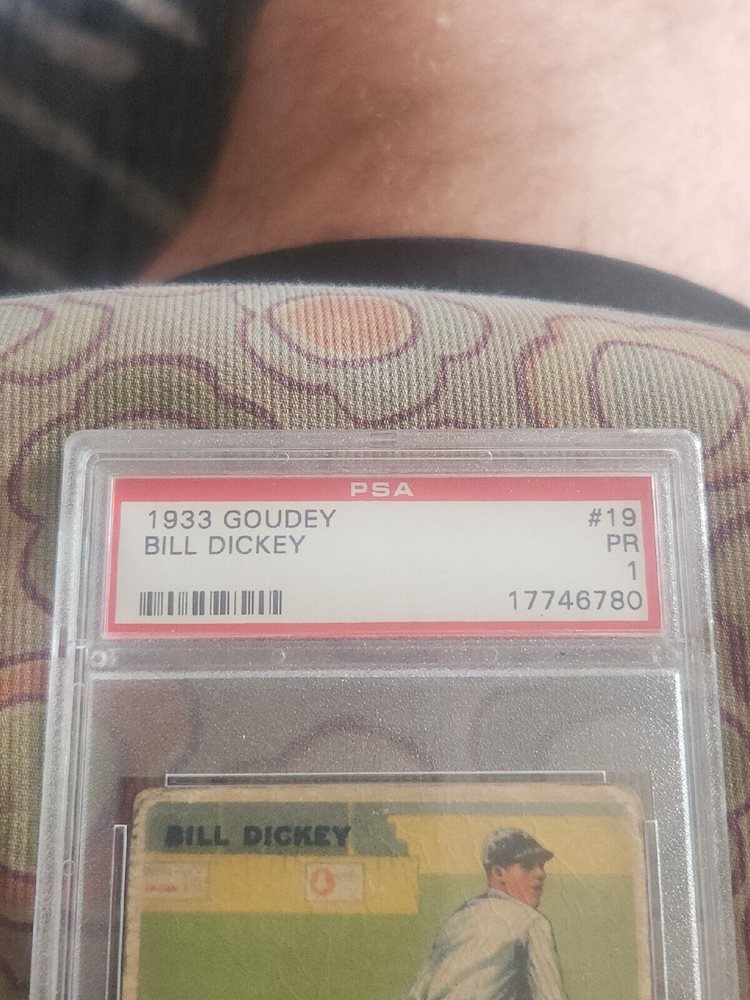 PSA
1933 GOUDEY #19
BILL DICKEY PR
1
17746780
BILL DICKEY